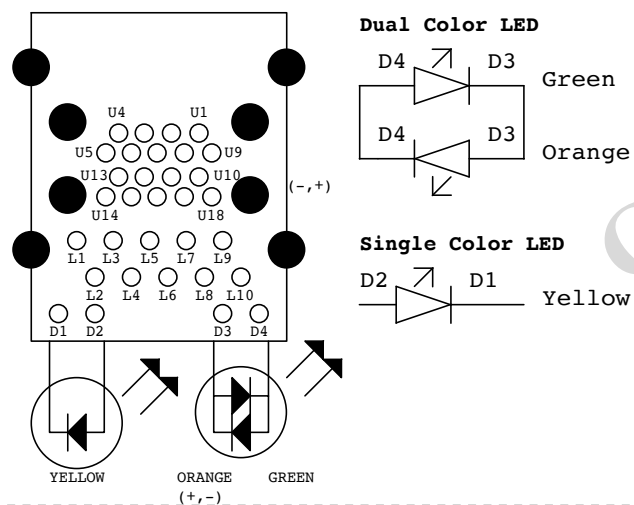 Dual Color LED
D4 D3 Green
D4 D3 Orange
U4 U1
U5 U9
U13 U10
(-,+)
U14 U18
L1 L3 L5 L7 L9
L2 L4 L6 L8 L10
D1 D2 D3 D4
Single Color LED
D2 D1 Yellow
YELLOW ORANGE GREEN
(+,-)